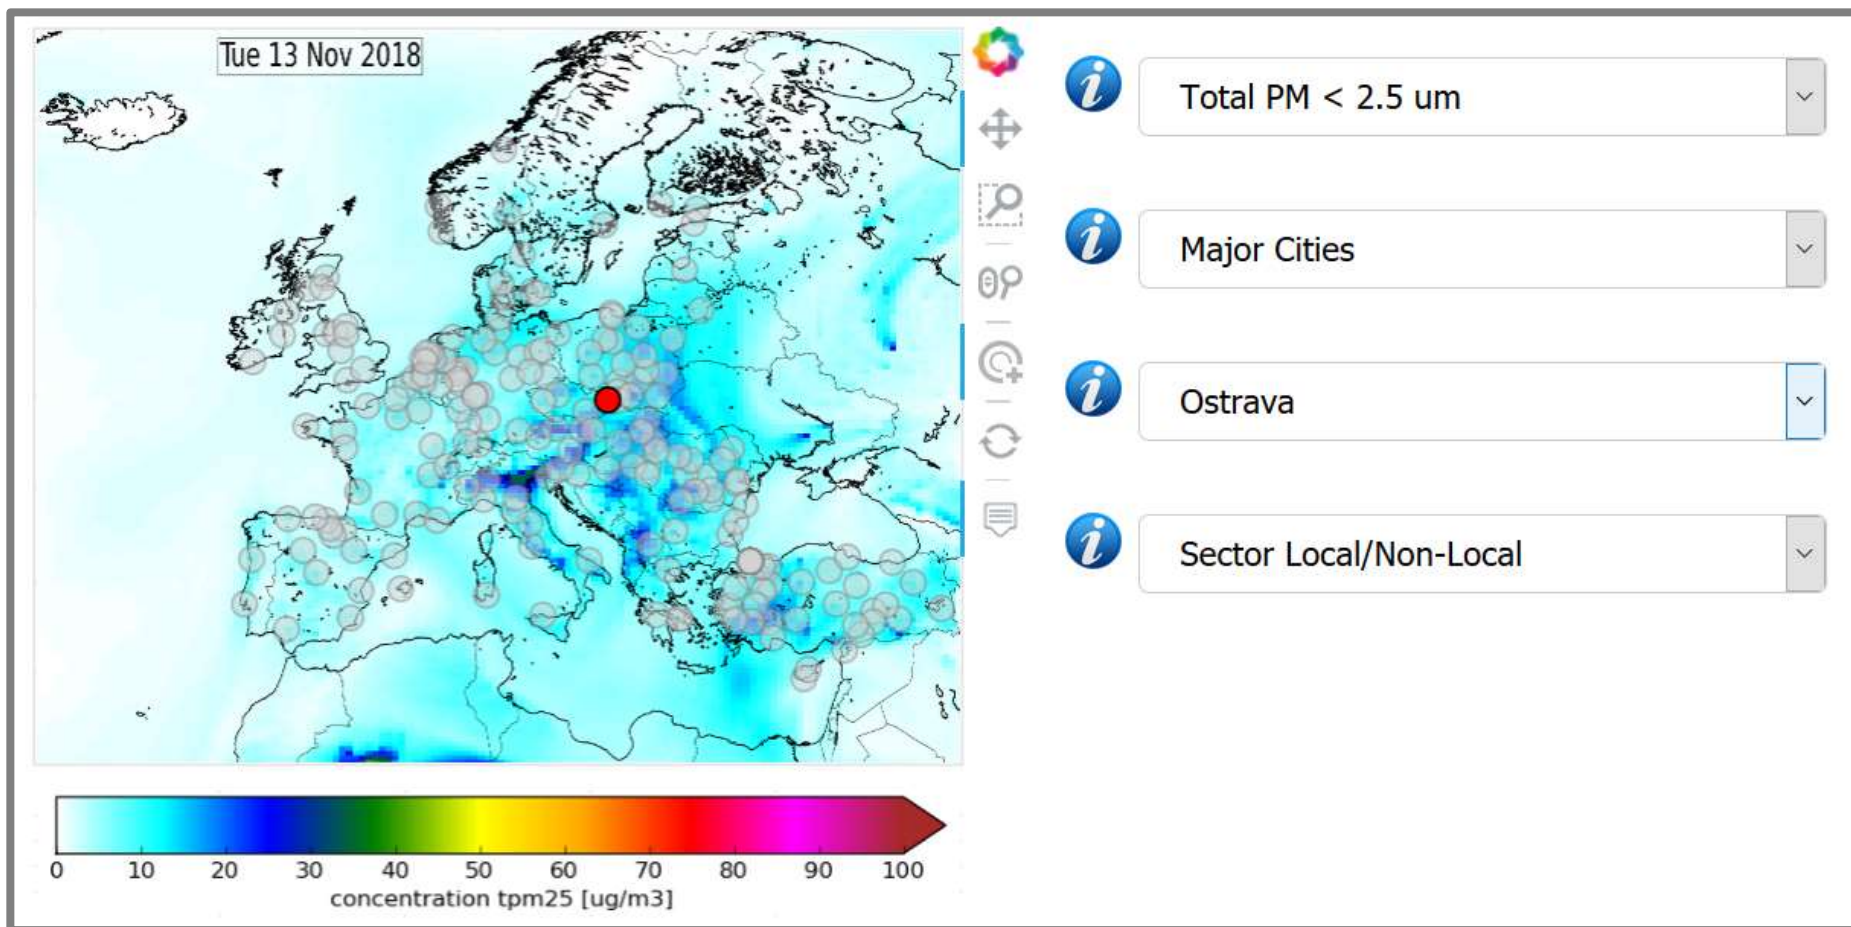 Tue 13 Nov 2018
Total PM < 2.5 um
Major Cities
Ostrava
Sector Local/Non-Local
0 10 20 30 40 50 60 70 80 90 100
concentration tpm25 [ug/m3]